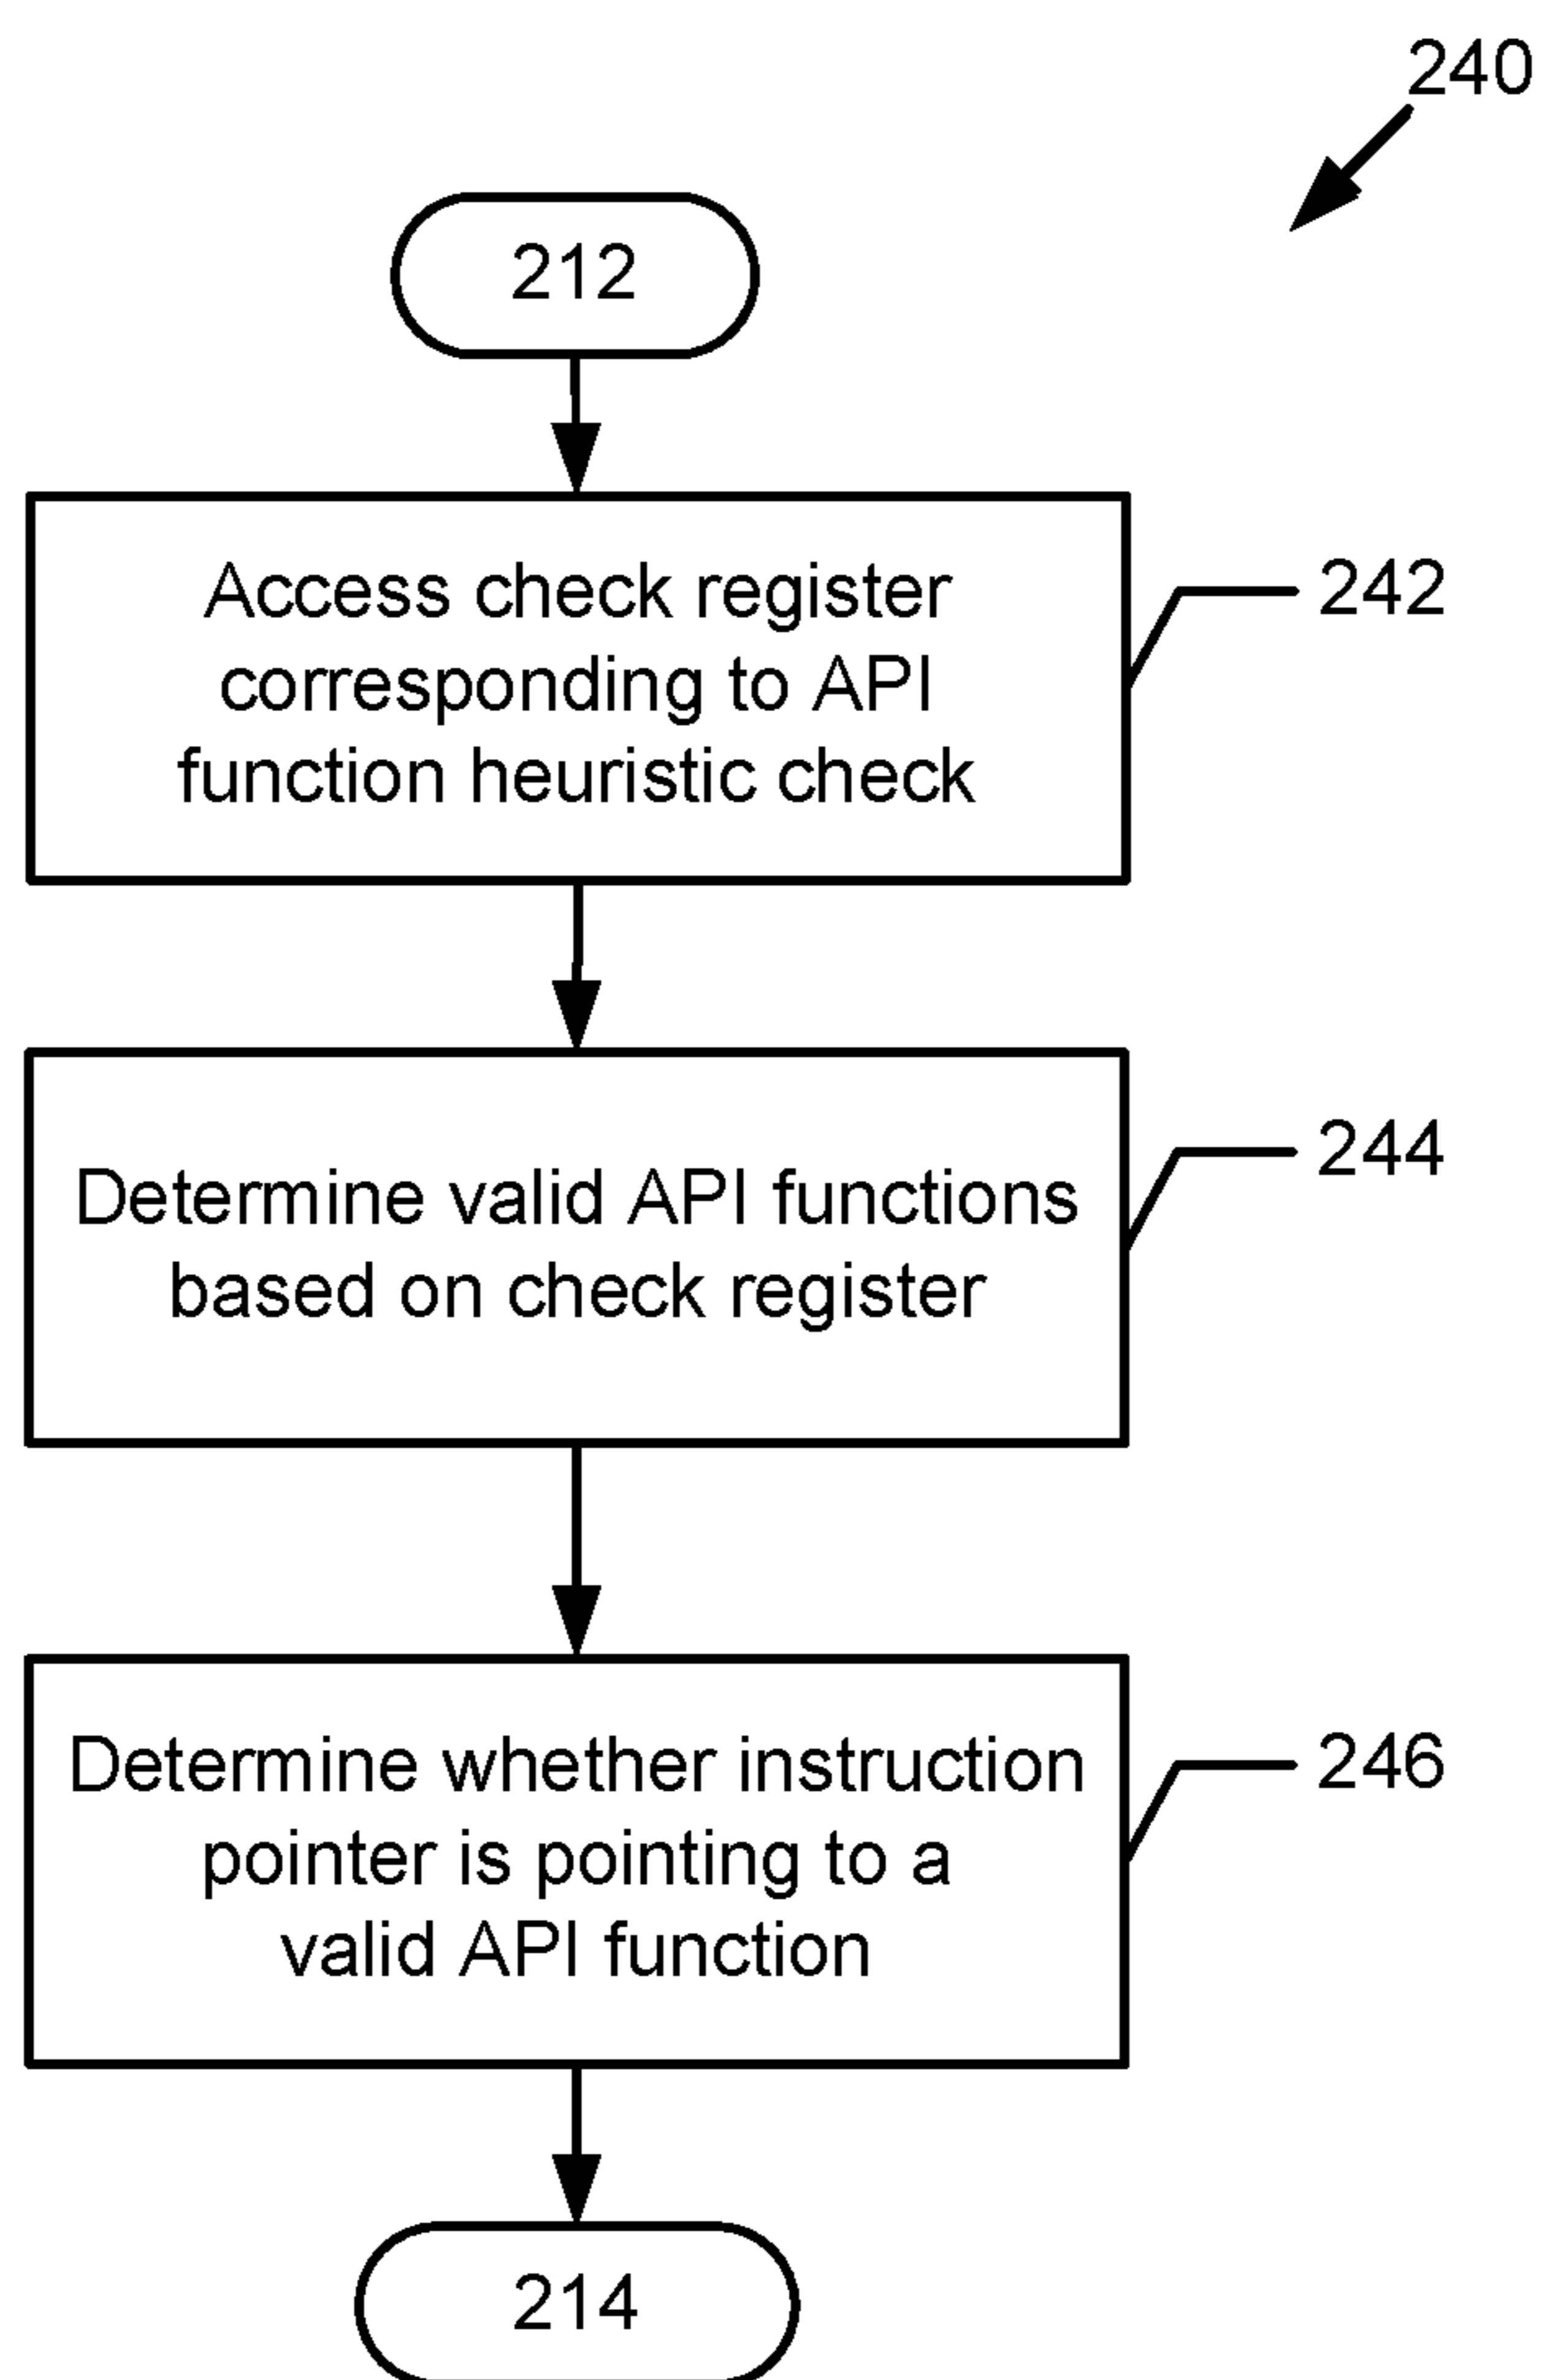 240
212
Access check register
corresponding to API
function heuristic check
242
Determine valid API functions
based on check register
244
Determine whether instruction
pointer is pointing to a
valid API function
246
214